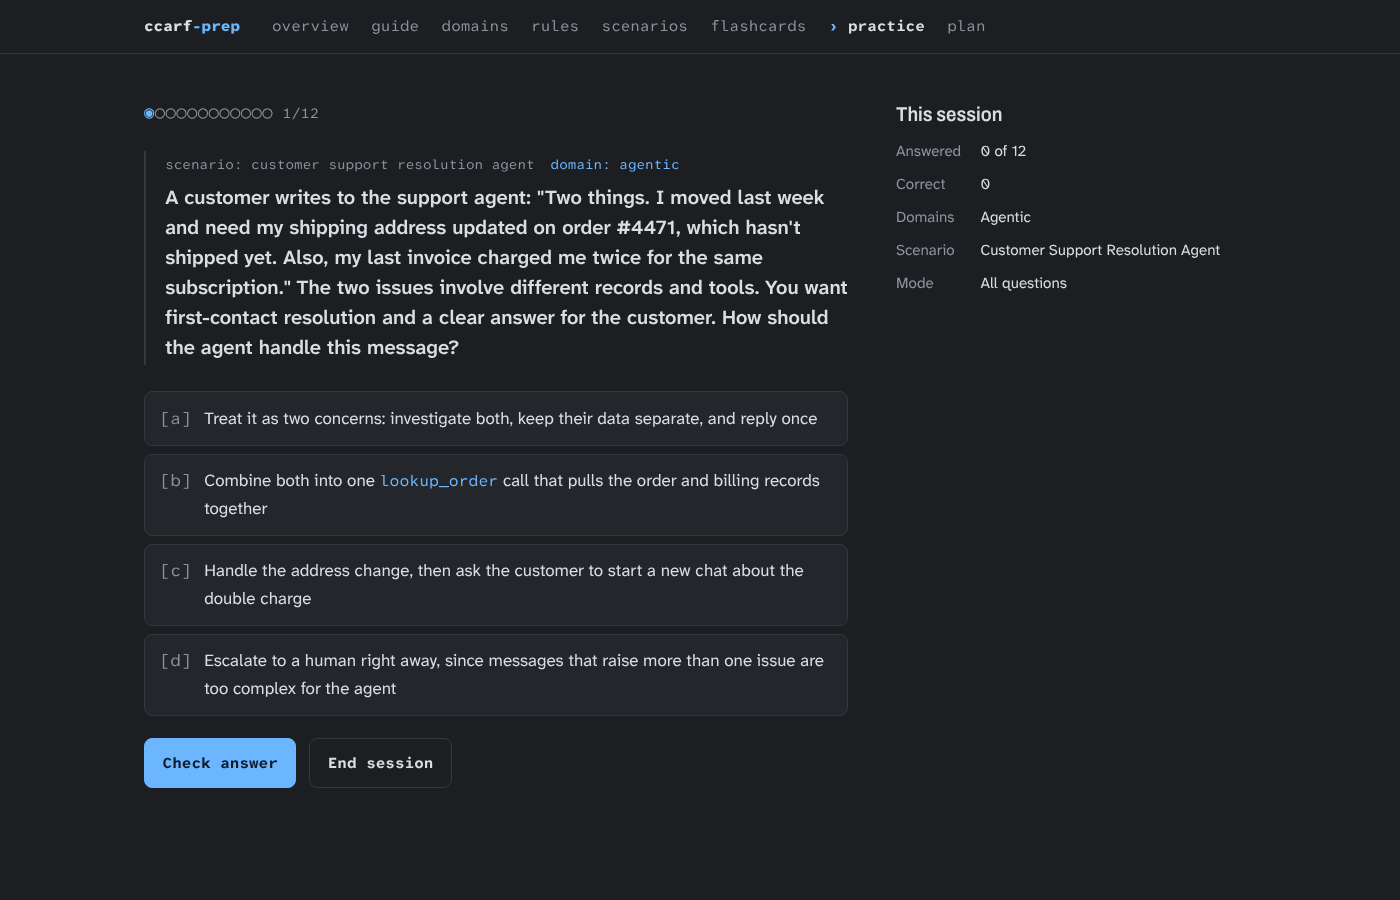 ccarf-prep overview guide domains rules scenarios flashcards › practice plan
1/12
scenario: customer support resolution agent domain: agentic
A customer writes to the support agent: "Two things. I moved last week
and need my shipping address updated on order #4471, which hasn't
shipped yet. Also, my last invoice charged me twice for the same
subscription." The two issues involve different records and tools. You want
first-contact resolution and a clear answer for the customer. How should
the agent handle this message?
[a] Treat it as two concerns: investigate both, keep their data separate, and reply once
[b] Combine both into one lookup_order call that pulls the order and billing records
together
[c] Handle the address change, then ask the customer to start a new chat about the
double charge
[d] Escalate to a human right away, since messages that raise more than one issue are
too complex for the agent
Check answer End session
This session
Answered 0 of 12
Correct 0
Domains Agentic
Scenario Customer Support Resolution Agent
Mode All questions